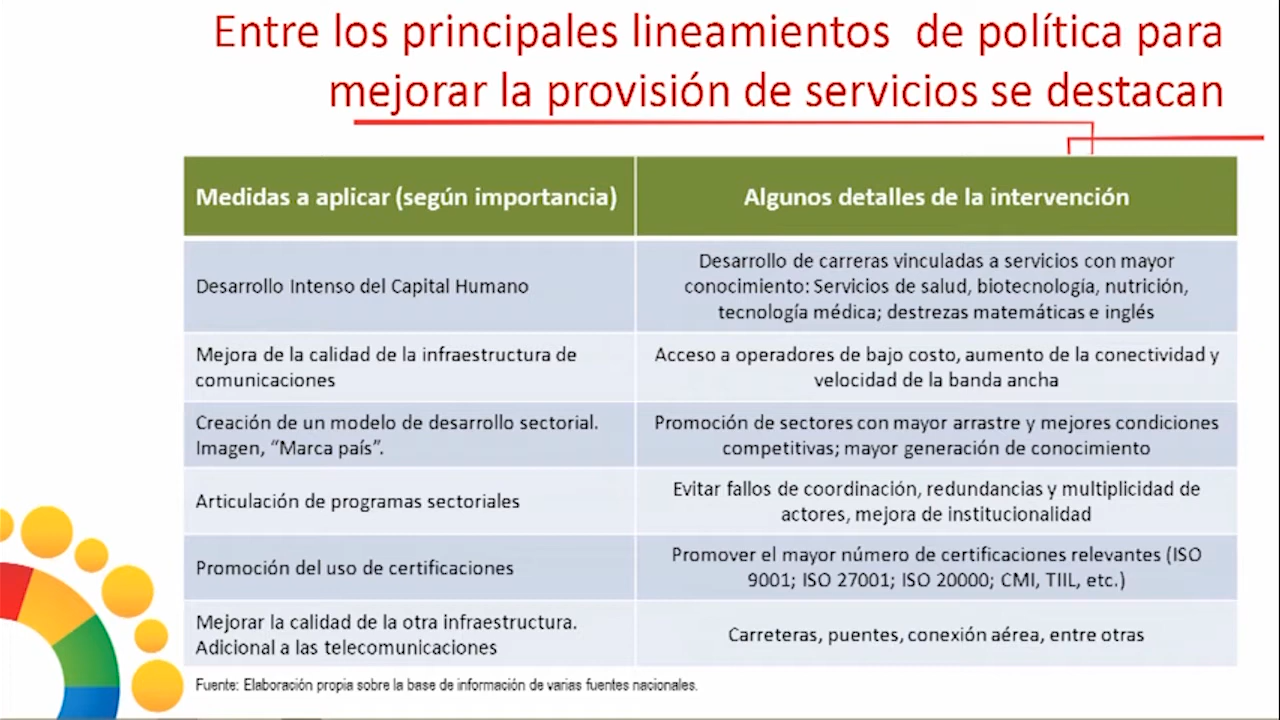 Entre los principales lineamientos de política para
mejorar la provisión de servicios se destacan
Medidas a aplicar (según importancia)
Algunos detalles de la intervención
Desarrollo Intenso del Capital Humano
Desarrollo de carreras vinculadas a servicios con mayor
conocimiento: Servicios de salud, biotecnología, nutrición,
tecnología médica; destrezas matemáticas e inglés
Mejora de la calidad de la infraestructura de
comunicaciones
Acceso a operadores de bajo costo, aumento de la conectividad y
velocidad de la banda ancha
Creación de un modelo de desarrollo sectorial.
Imagen, “Marca país”.
Promoción de sectores con mayor arrastre y mejores condiciones
competitivas; mayor generación de conocimiento
Articulación de programas sectoriales
Evitar fallos de coordinación, redundancias y multiplicidad de
actores, mejora de institucionalidad
Promoción del uso de certificaciones
Promover el mayor número de certificaciones relevantes (ISO
9001; ISO 27001; ISO 20000; CMI, TIIL, etc.)
Mejorar la calidad de la otra infraestructura.
Adicional a las telecomunicaciones
Carreteras, puentes, conexión aérea, entre otras
Fuente: Elaboración propia sobre la base de información de varias fuentes nacionales.